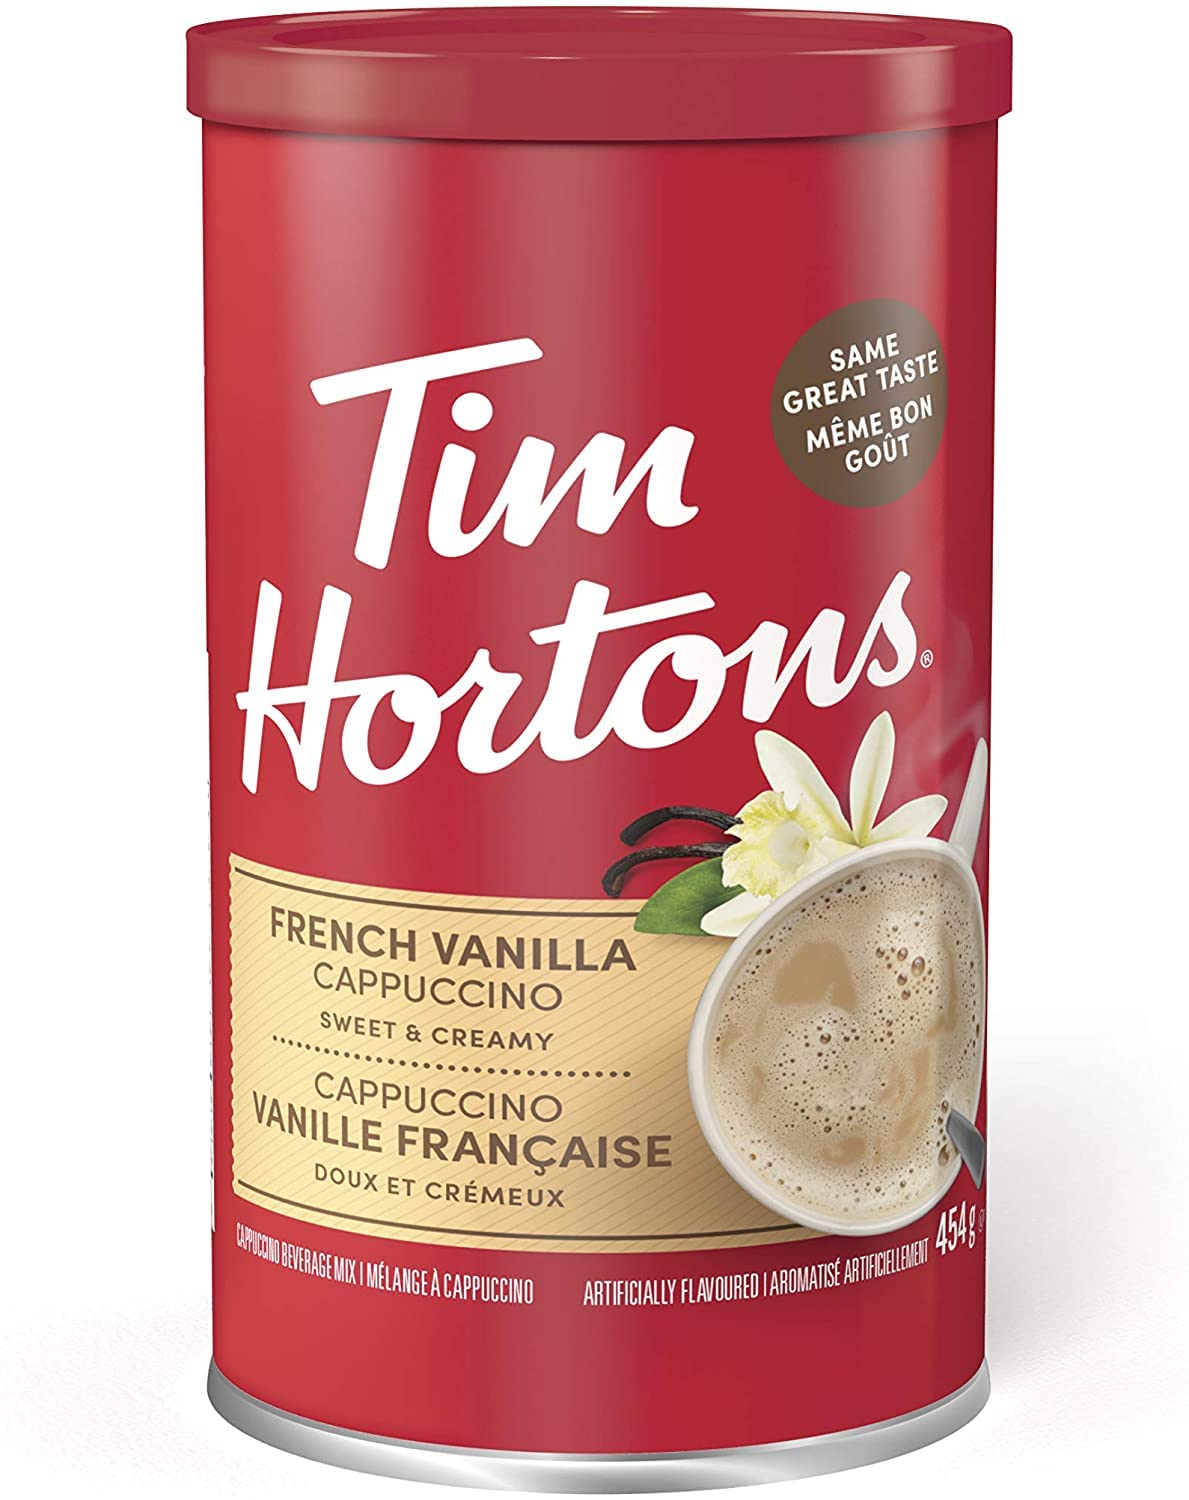 SAME
GREAT TASTE
MÊME BON
GOÛT
Tim
Hortons®
FRENCH VANILLA
CAPPUCCINO
SWEET & CREAMY
CAPPUCCINO
VANILLE FRANÇAISE
DOUX ET CRÉMEUX
454 g
CAPPUCCINO BEVERAGE MIX | MÉLANGE À CAPPUCCINO
ARTIFICIALLY FLAVOURED | AROMATISÉ ARTIFICIELLEMENT